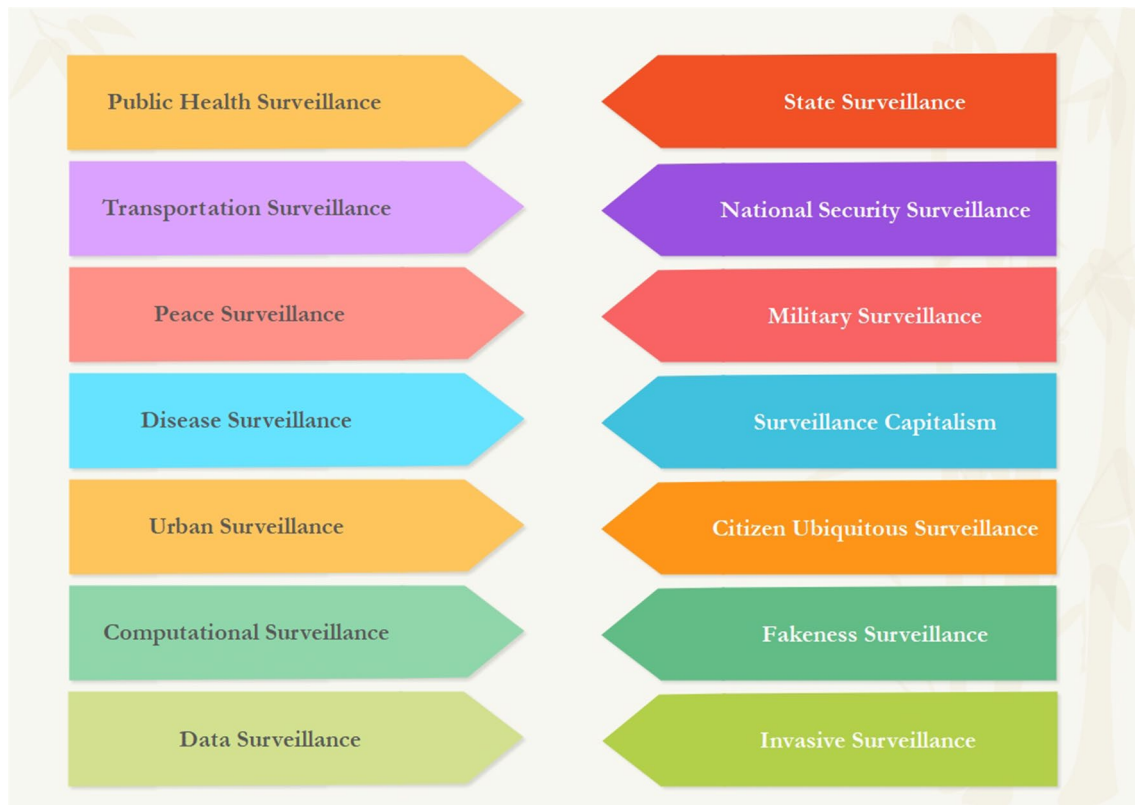 Public Health Surveillance
State Surveillance
Transportation Surveillance
National Security Surveillance
Peace Surveillance
Military Surveillance
Disease Surveillance
Surveillance Capitalism
Urban Surveillance
Citizen Ubiquitous Surveillance
Computational Surveillance
Fakeness Surveillance
Data Surveillance
Invasive Surveillance